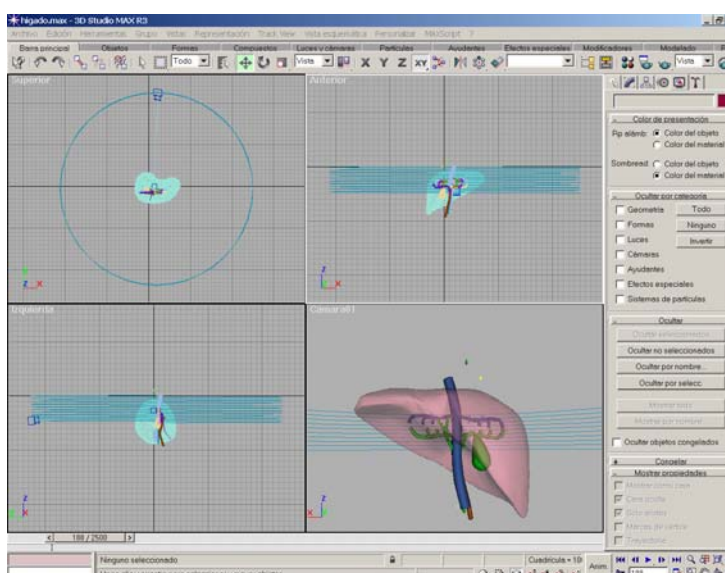 higado.max - 3D Studio MAX R3
Archivo Edición Herramientas Grupo Vistas Representación Track View Vista esquemática Personalizar MAXScript ?
Barra principal Objetos Formas Compuestos Luces y cámaras Partículas Ayudantes Efectos especiales Modificadores Modelado
Todo Vista X Y Z XY Vista
Superior Anterior
Color de presentación
Color del objeto
Color del material
Sombread.
Color del objeto
Color del material
Ocultar por categoría
Geometría Todo
Formas Ninguno
Luces Invertir
Cámaras
Ayudantes
Efectos especiales
Sistemas de partículas
Izquierda Camara01
Ocultar
Ocultar seleccionados
Ocultar no seleccionados
Ocultar por nombre...
Ocultar por selecc.
Mostrar todo
Mostrar por nombre...
Ocultar objetos congelados
Congelar
Mostrar propiedades
Mostrar como caja
Cara oculta
Sólo aristas
Marcas de vértice
Trayectoria
188 / 2500
Ninguno seleccionado Cuadrícula = 10
Anim.